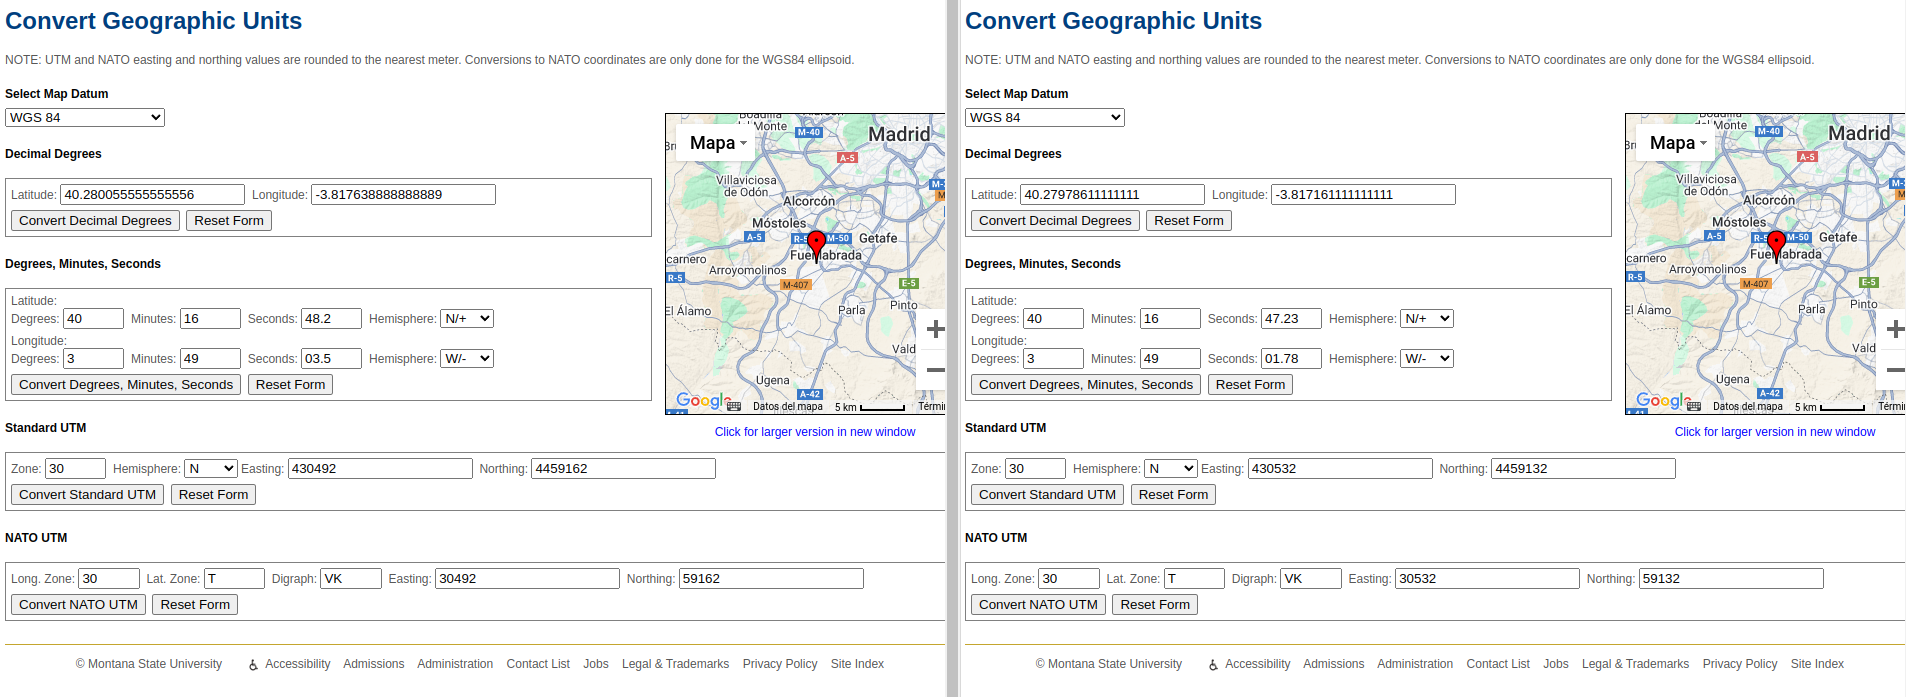 Convert Geographic Units
NOTE: UTM and NATO easting and northing values are rounded to the nearest meter. Conversions to NATO coordinates are only done for the WGS84 ellipsoid.
Select Map Datum
WGS 84
Decimal Degrees
Latitude: 40.280055555555556 Longitude: -3.817638888888889
Convert Decimal Degrees Reset Form
Degrees, Minutes, Seconds
Latitude:
Degrees: 40 Minutes: 16 Seconds: 48.2 Hemisphere: N/+
Longitude:
Degrees: 3 Minutes: 49 Seconds: 03.5 Hemisphere: W/-
Convert Degrees, Minutes, Seconds Reset Form
Mapa
del Monte
M-40
Madrid
A-5
Villaviciosa
de Odón
Alcorcón
Móstoles
A-5
M-50
Getafe
Fuenlabrada
carnero
Arroyomolinos
R-5
M-407
E-5
Pinto
El Álamo
Parla
Vald
Ugena
A-42
Google
Datos del mapa 5 km Térmi
Click for larger version in new window
Standard UTM
Zone: 30 Hemisphere: N Easting: 430492 Northing: 4459162
Convert Standard UTM Reset Form
NATO UTM
Long. Zone: 30 Lat. Zone: T Digraph: VK Easting: 30492 Northing: 59162
Convert NATO UTM Reset Form
© Montana State University Accessibility Admissions Administration Contact List Jobs Legal & Trademarks Privacy Policy Site Index
Convert Geographic Units
NOTE: UTM and NATO easting and northing values are rounded to the nearest meter. Conversions to NATO coordinates are only done for the WGS84 ellipsoid.
Select Map Datum
WGS 84
Decimal Degrees
Latitude: 40.27978611111111 Longitude: -3.817161111111111
Convert Decimal Degrees Reset Form
Degrees, Minutes, Seconds
Latitude:
Degrees: 40 Minutes: 16 Seconds: 47.23 Hemisphere: N/+
Longitude:
Degrees: 3 Minutes: 49 Seconds: 01.78 Hemisphere: W/-
Convert Degrees, Minutes, Seconds Reset Form
Mapa
Monte
M-40
Madrid
A-5
Villaviciosa
de Odón
Alcorcón
Móstoles
A-5
M-50
Getafe
Fuenlabrada
carnero
Arroyomolinos
R-5
M-407
E-5
Pinto
El Álamo
Parla
Vald
Ugena
A-42
Google
Datos del mapa 5 km Térmi
Click for larger version in new window
Standard UTM
Zone: 30 Hemisphere: N Easting: 430532 Northing: 4459132
Convert Standard UTM Reset Form
NATO UTM
Long. Zone: 30 Lat. Zone: T Digraph: VK Easting: 30532 Northing: 59132
Convert NATO UTM Reset Form
© Montana State University Accessibility Admissions Administration Contact List Jobs Legal & Trademarks Privacy Policy Site Index